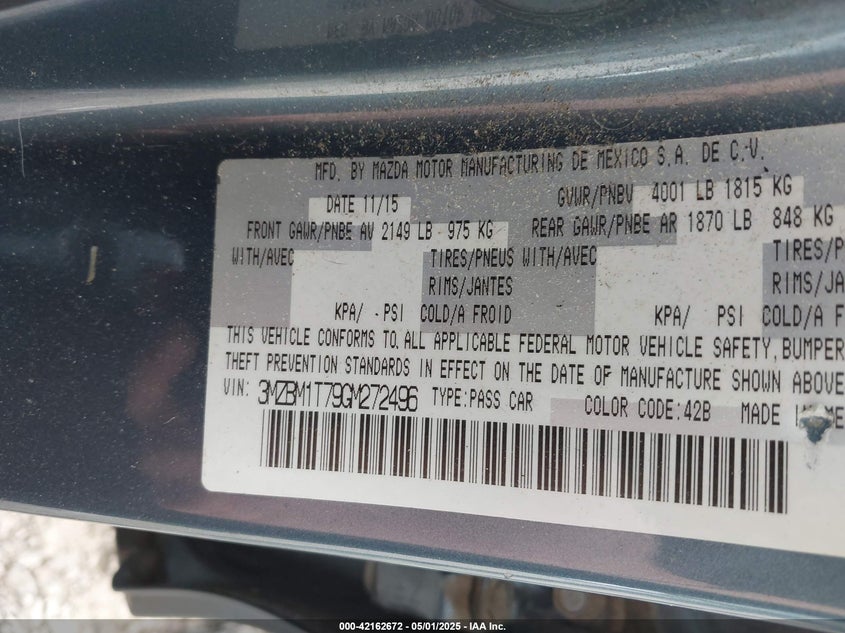 MFD. BY MAZDA MOTOR MANUFACTURING DE MEXICO S.A. DE C.V.
DATE 11/15 GVWR/PNBV 4001 LB 1815 KG
FRONT GAWR/PNBE AV 2149 LB 975 KG REAR GAWR/PNBE AR 1870 LB 848 KG
WITH/AVEC TIRES/PNEUS WITH/AVEC TIRES/P
RIMS/JANTES RIMS/JA
KPA/ PSI COLD/A FROID KPA/ PSI COLD/A F
THIS VEHICLE CONFORMS TO ALL APPLICABLE FEDERAL MOTOR VEHICLE SAFETY, BUMPER
THEFT PREVENTION STANDARDS IN EFFECT ON THE DATE OF MANUFACTURE SHOWN ABOVE
VIN: 3MZBM1T79GM272496 TYPE:PASS CAR COLOR CODE:42B MADE
000-42162672 - 05/01/2025 - IAA Inc.